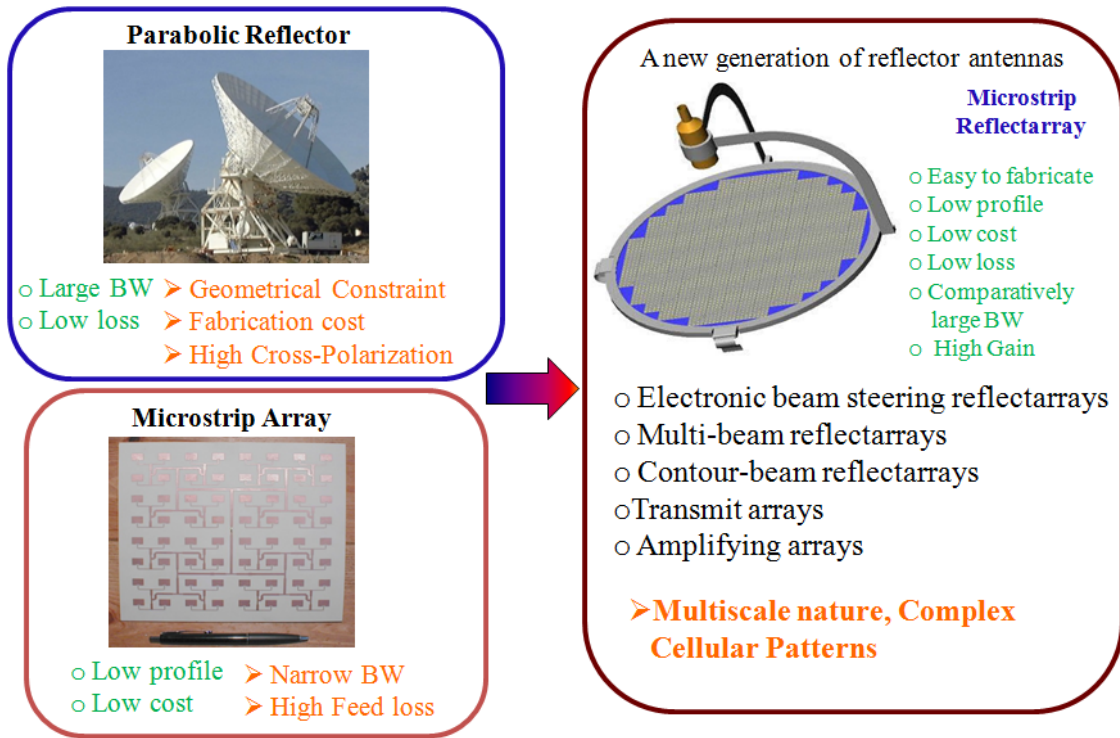 Parabolic Reflector
o Large BW
o Low loss
➢ Geometrical Constraint
➢ Fabrication cost
➢ High Cross-Polarization
Microstrip Array
o Low profile
o Low cost
➢ Narrow BW
➢ High Feed loss
A new generation of reflector antennas
Microstrip
Reflectarray
o Easy to fabricate
o Low profile
o Low cost
o Low loss
o Comparatively
large BW
o High Gain
o Electronic beam steering reflectarrays
o Multi-beam reflectarrays
o Contour-beam reflectarrays
o Transmit arrays
o Amplifying arrays
➢ Multiscale nature, Complex
Cellular Patterns